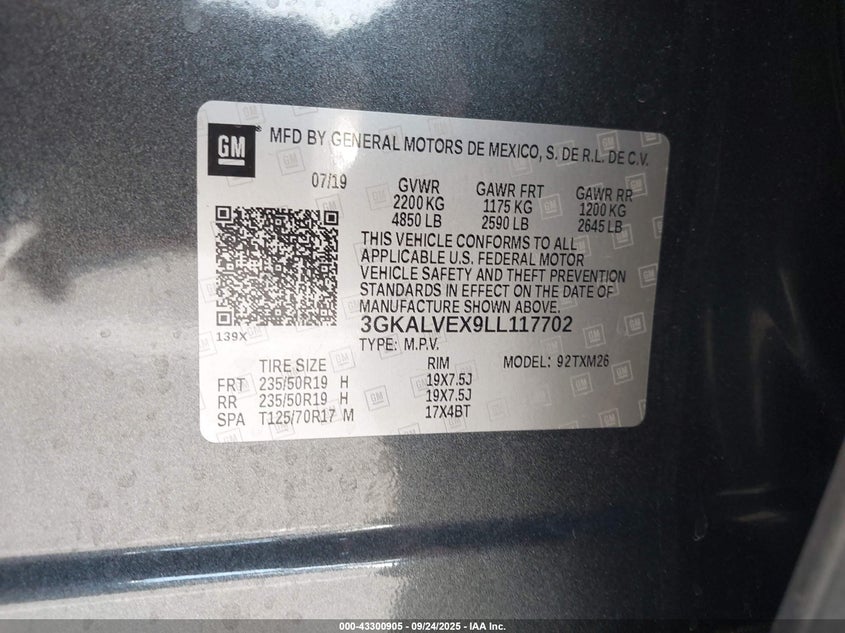 GM
MFD BY GENERAL MOTORS DE MEXICO, S. DE R.L. DE C.V.
07/19 GVWR GAWR FRT GAWR RR
2200 KG 1175 KG 1200 KG
4850 LB 2590 LB 2645 LB
THIS VEHICLE CONFORMS TO ALL
APPLICABLE U.S. FEDERAL MOTOR
VEHICLE SAFETY AND THEFT PREVENTION
STANDARDS IN EFFECT ON THE DATE OF
MANUFACTURE SHOWN ABOVE.
139X
3GKALVEX9LL117702
TYPE: M.P.V.
TIRE SIZE RIM MODEL: 92TXM26
FRT 235/50R19 H 19X7.5J
RR 235/50R19 H 19X7.5J
SPA T125/70R17 M 17X4BT
000-43300905 - 09/24/2025 - IAA Inc.